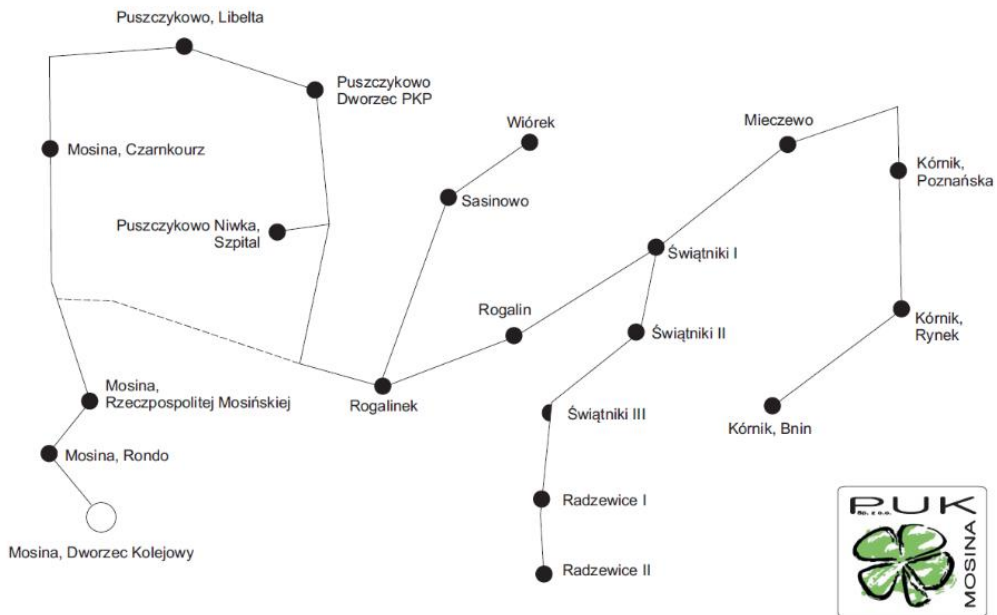 Puszczykowo, Libelta
Puszczykowo
Dworzec PKP
Wiórek
Mieczewo
Mosina, Czarnkourz
Kórnik,
Poznańska
Sasinowo
Puszczykowo Niwka,
Szpital
Świątniki I
Rogalin
Świątniki II
Kórnik,
Rynek
Mosina,
Rzeczpospolitej Mosińskiej
Rogalinek
Świątniki III
Kórnik, Bnin
Mosina, Rondo
Radzewice I
Mosina, Dworzec Kolejowy
Radzewice II
PUK
Sp. z o.o.
MOSINA